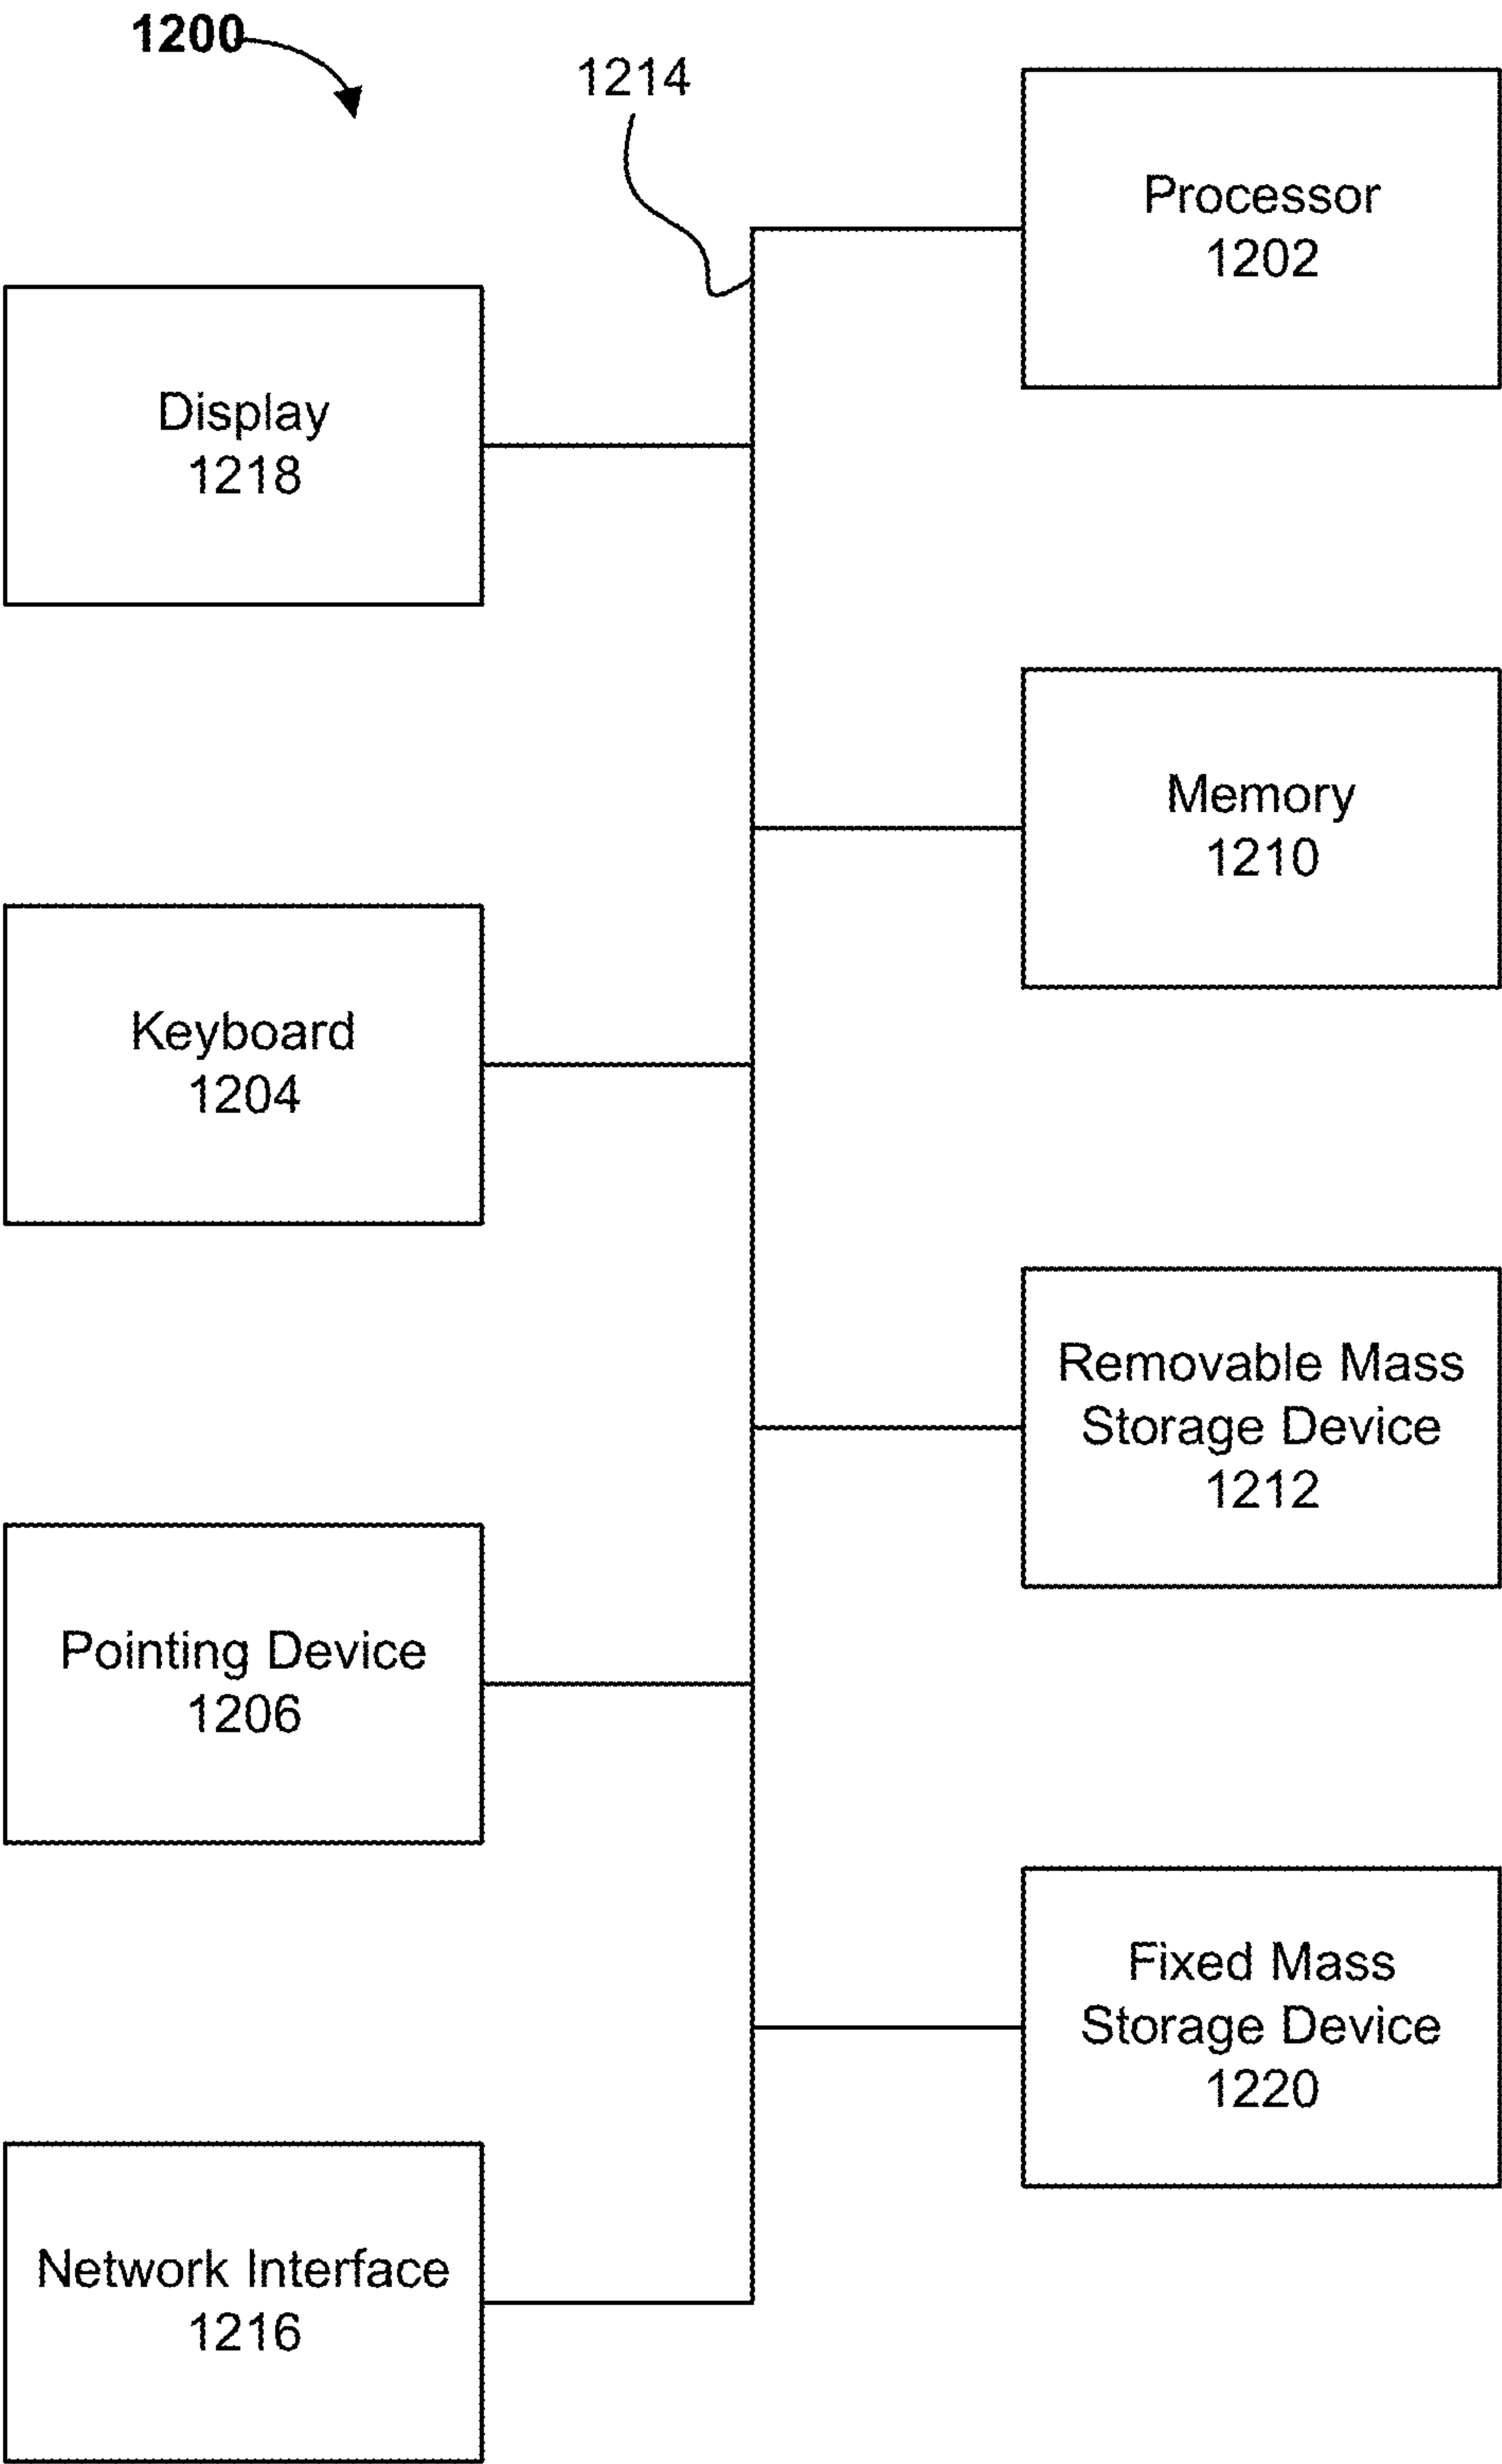 1200
1214
Processor
1202
Display
1218
Memory
1210
Keyboard
1204
Removable Mass
Storage Device
1212
Pointing Device
1206
Fixed Mass
Storage Device
1220
Network Interface
1216